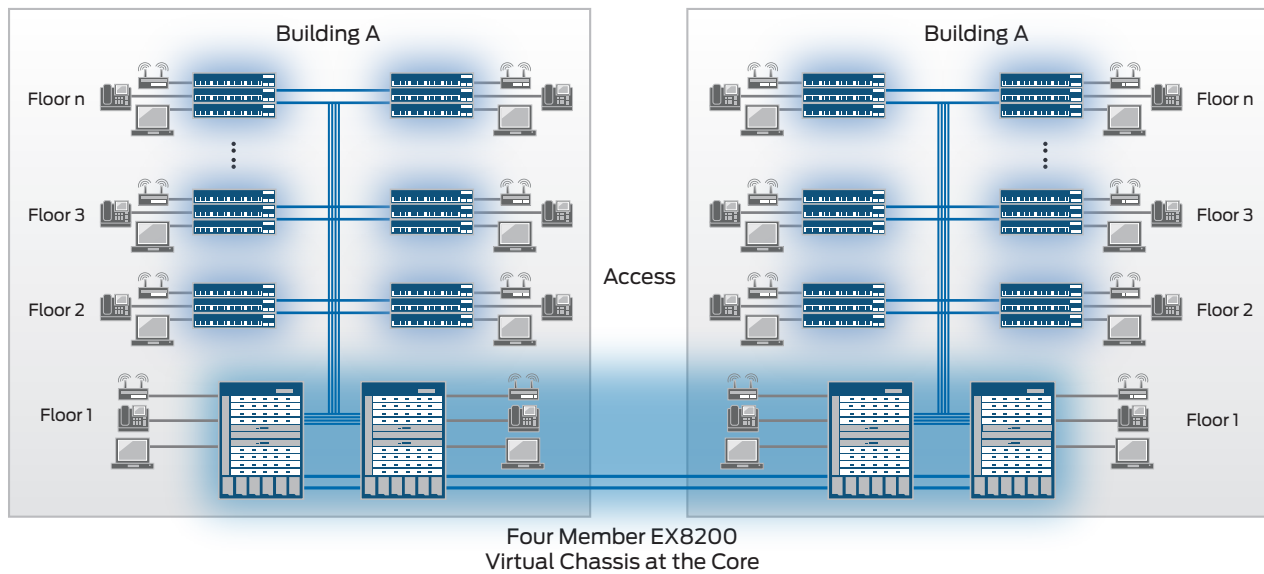 Building A
Building A
Floor n
Floor n
Floor 3
Floor 3
Access
Floor 2
Floor 2
Floor 1
Floor 1
Four Member EX8200
Virtual Chassis at the Core